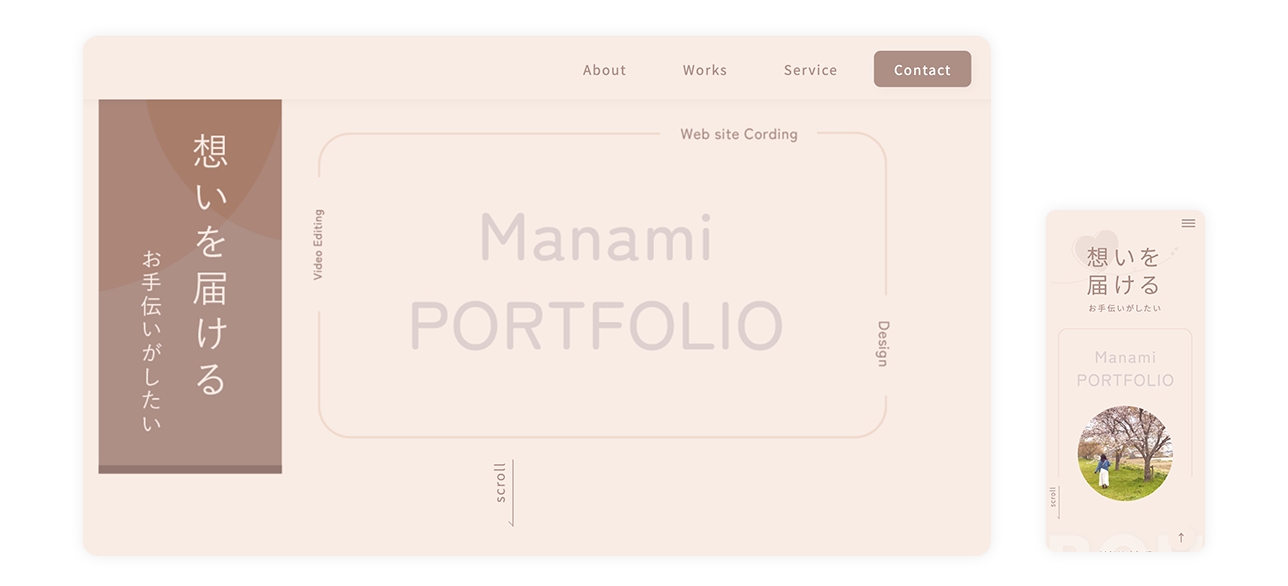 About
Works
Service
Contact
想いを届ける
お手伝いがしたい
Web site Cording
Video Editing
Manami
PORTFOLIO
Design
scroll
想いを
届ける
お手伝いがしたい
Manami
PORTFOLIO
scroll
↑